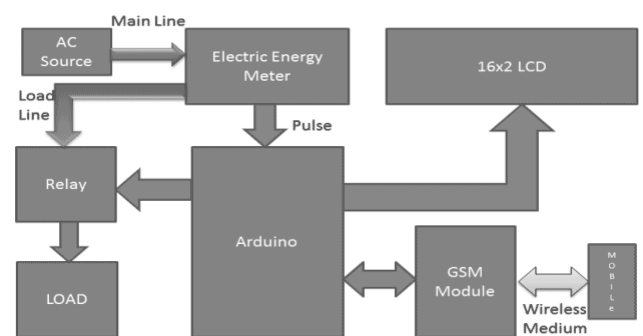 Main Line
AC
Source
Electric Energy
Meter
16x2 LCD
Load
Line
Pulse
Relay
Arduino
LOAD
GSM
Module
M
O
B
I
L
e
Wireless
Medium